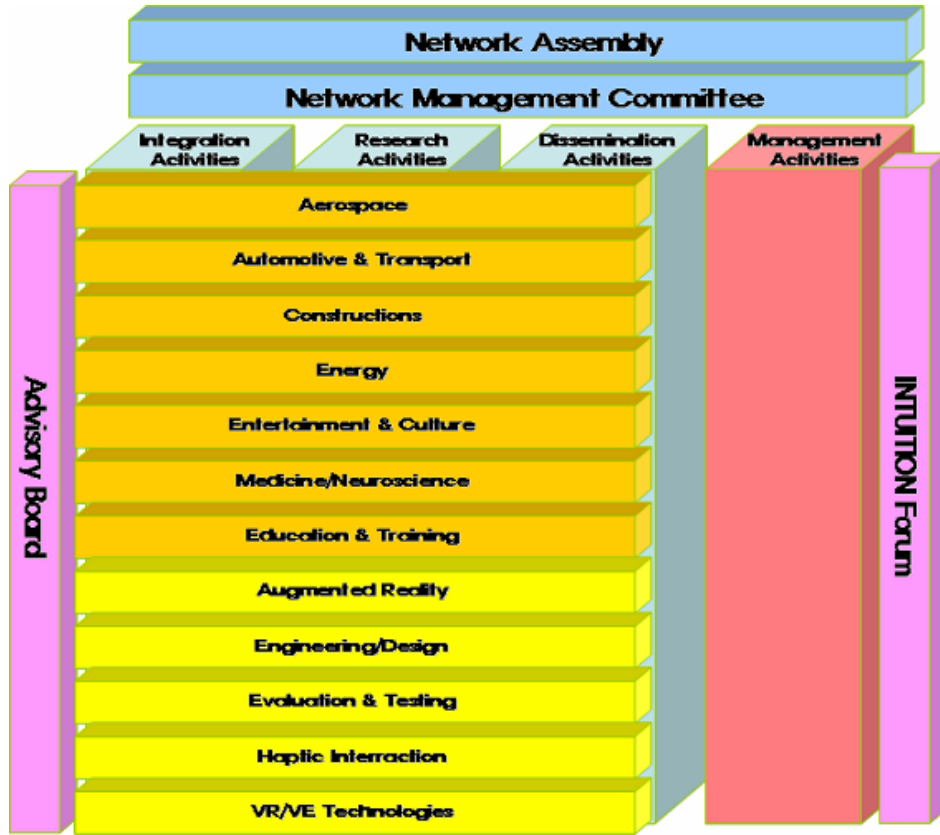 Network Assembly
Network Management Committee
Integration
Activities
Research
Activities
Dissemination
Activities
Management
Activities
Advisory Board
Aerospace
Automotive & Transport
Constructions
Energy
Entertainment & Culture
Medicine/Neuroscience
Education & Training
Augmented Reality
Engineering/Design
Evaluation & Testing
Haptic Interraction
VR/VE Technologies
INTUITION Forum